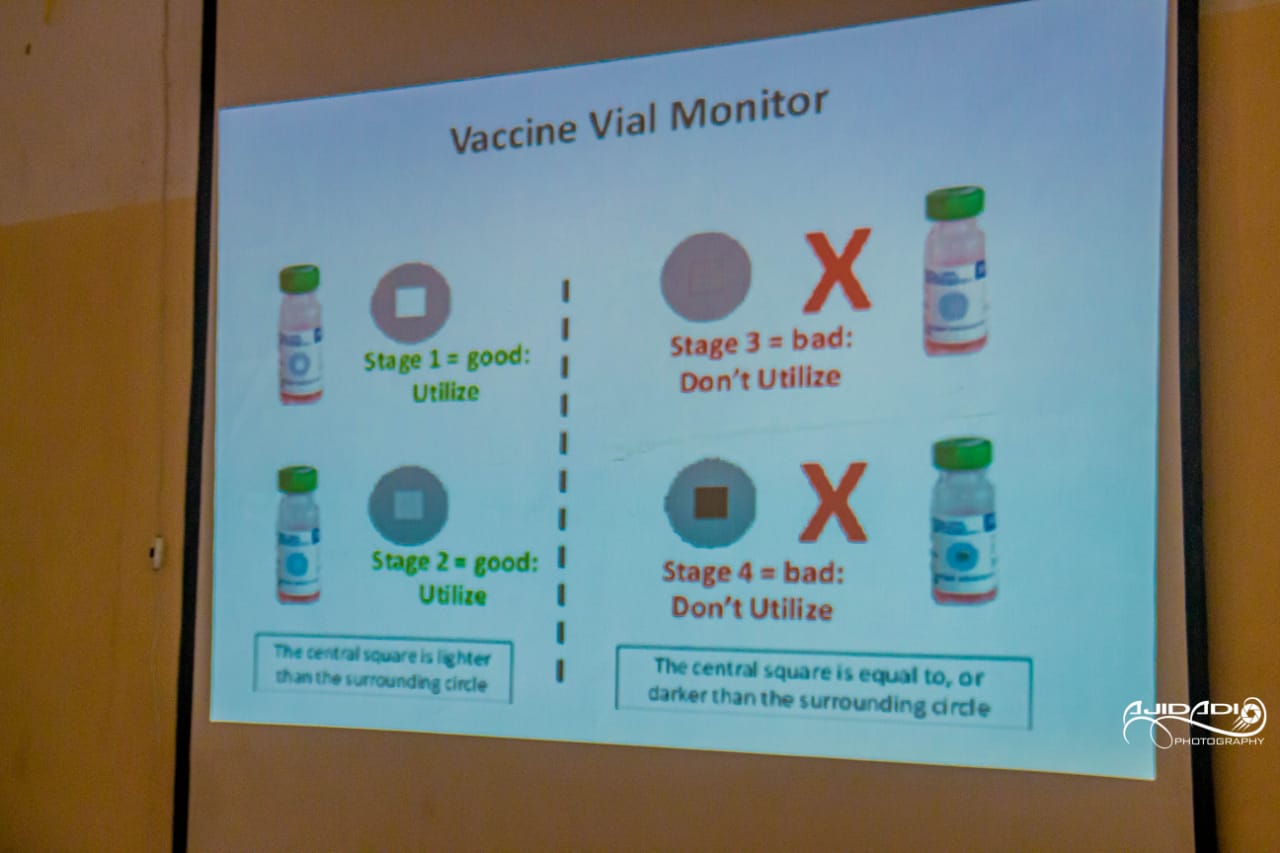 Vaccine Vial Monitor
Stage 1 = good:
Utilize
Stage 2 = good:
Utilize
The central square is lighter
than the surrounding circle
X
Stage 3 = bad:
Don't Utilize
X
Stage 4 = bad:
Don't Utilize
The central square is equal to, or
darker than the surrounding circle
AJIDADI
PHOTOGRAPHY